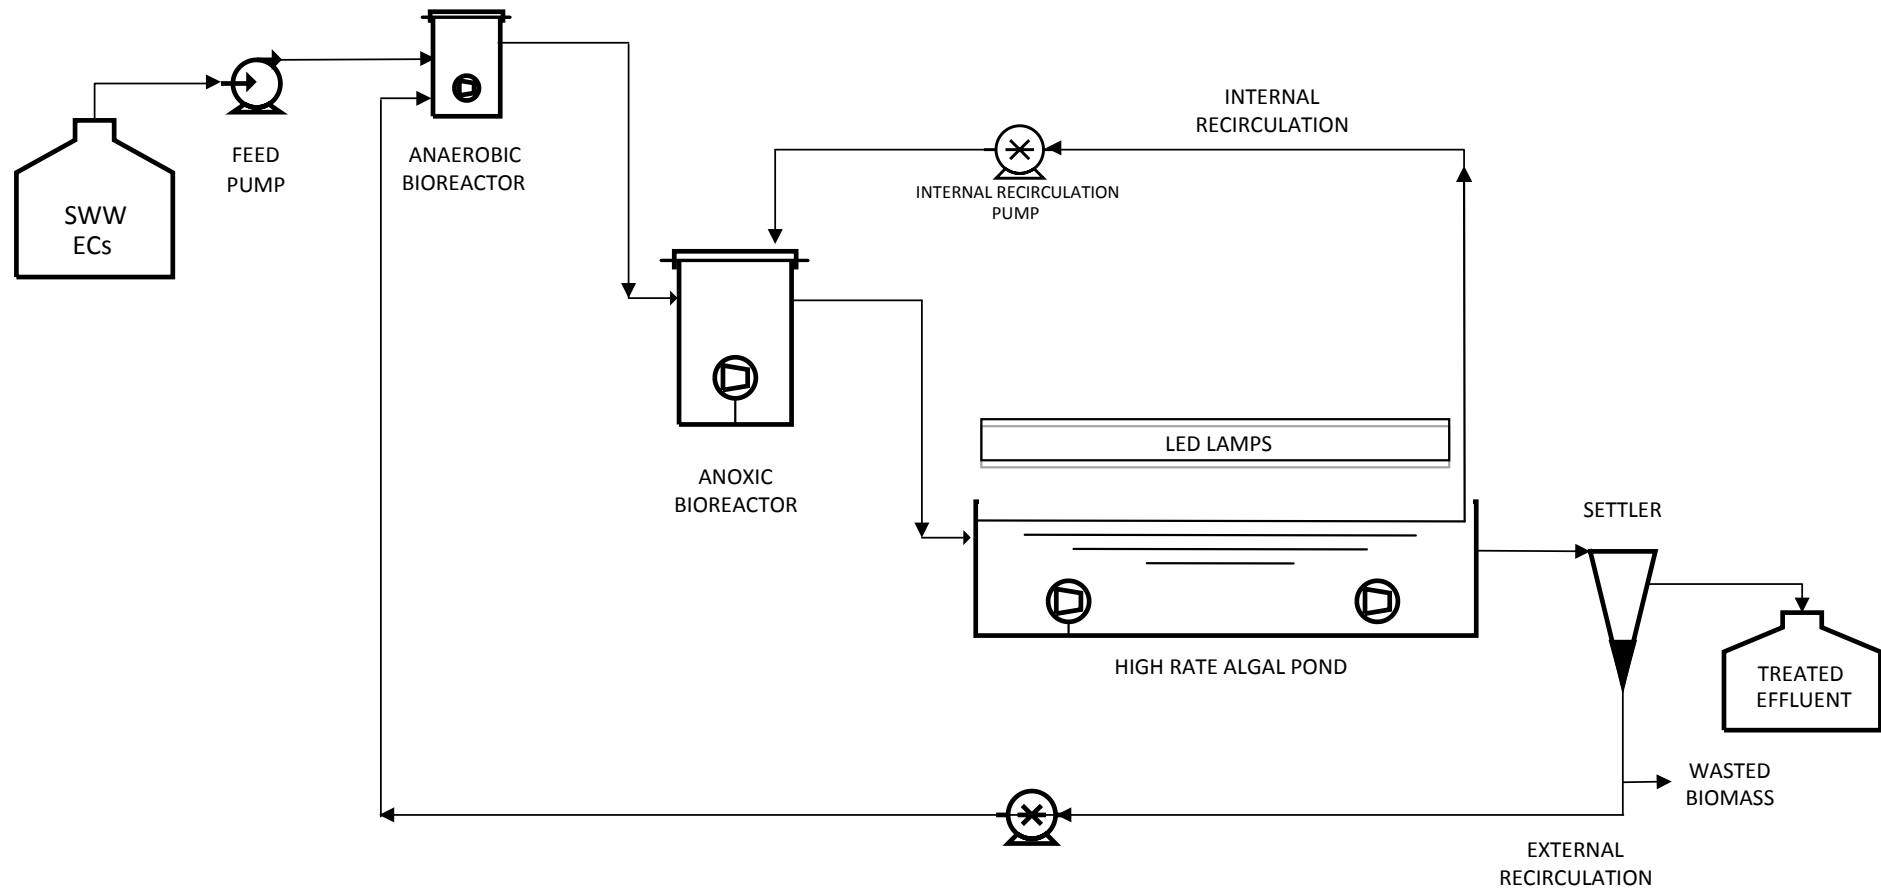 SWW
ECs
FEED
PUMP
ANAEROBIC
BIOREACTOR
INTERNAL
RECIRCULATION
INTERNAL RECIRCULATION
PUMP
ANOXIC
BIOREACTOR
LED LAMPS
HIGH RATE ALGAL POND
SETTLER
TREATED
EFFLUENT
WASTED
BIOMASS
EXTERNAL
RECIRCULATION